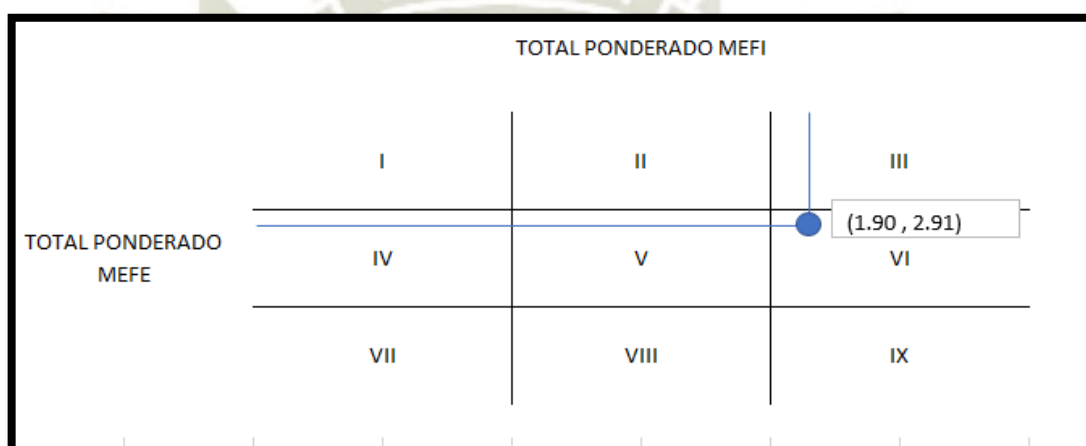 TOTAL PONDERADO MEFI
I II III
(1.90 , 2.91)
TOTAL PONDERADO
MEFE
IV V VI
VII VIII IX